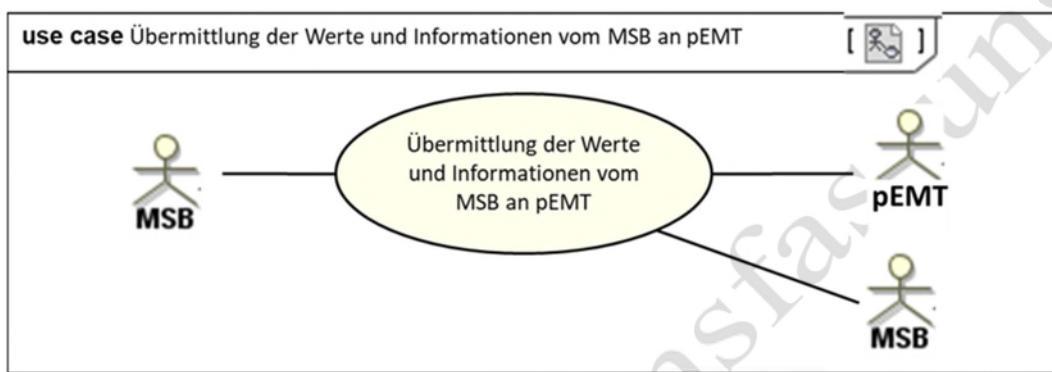 use case Übermittlung der Werte und Informationen vom MSB an pEMT [ ]
Übermittlung der Werte
und Informationen vom
MSB an pEMT
MSB
pEMT
MSB